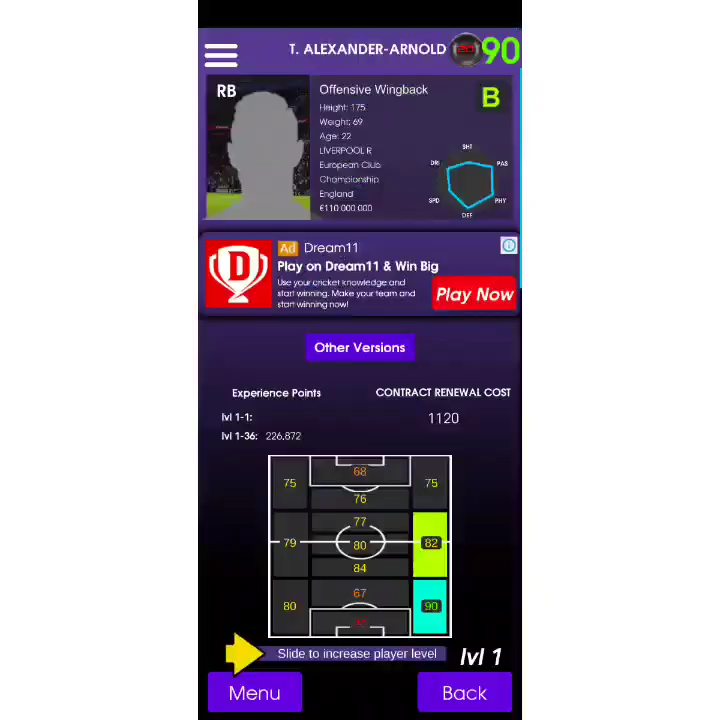 T. ALEXANDER-ARNOLD 90
RB
Offensive Wingback
B
Height: 175
Weight: 69
Age: 22
LIVERPOOL R
European Club
Championship
England
€110 000 000
SHT
DRI
PAS
SPD
PHY
DEF
Ad Dream11
Play on Dream11 & Win Big
Use your cricket knowledge and
start winning. Make your team and
start winning now!
D
Play Now
Other Versions
Experience Points
CONTRACT RENEWAL COST
lvl 1-1:
1120
lvl 1-36: 226,872
68
75
75
76
77
79
80
82
84
67
80
90
Slide to increase player level
lvl 1
Menu
Back